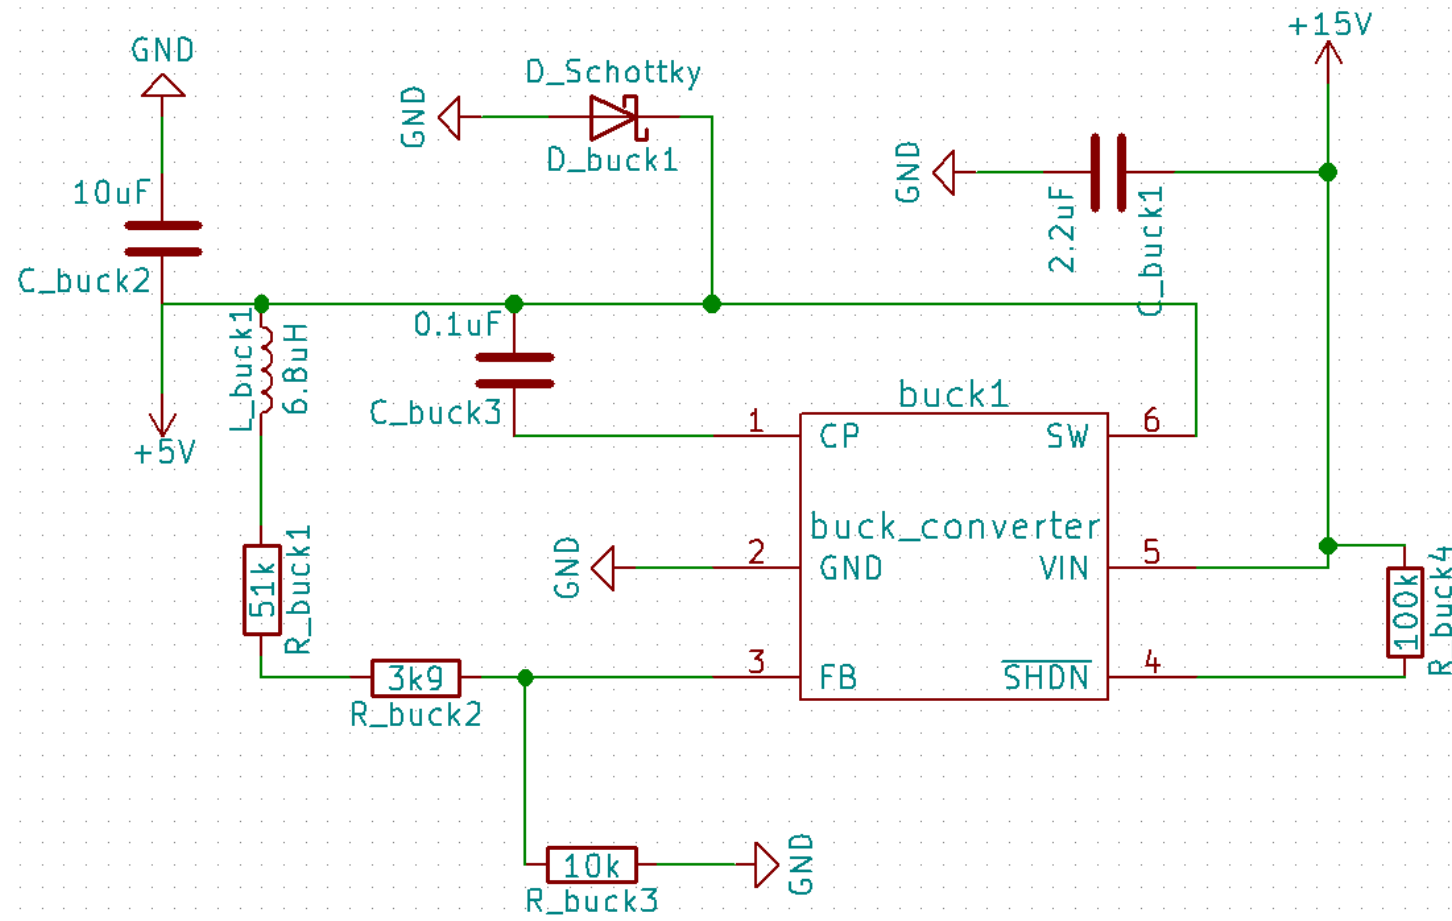 +15V
GND
D_Schottky
GND
D_buck1
GND
10uF
2.2uF
C_buck1
C_buck2
0.1uF
L_buck1
6.8uH
C_buck3
buck1
+5V
1
CP
SW
6
buck_converter
GND
2
GND
VIN
5
51k
R_buck1
100k
R_buck4
3k9
R_buck2
3
FB
SHDN
4
10k
R_buck3
GND